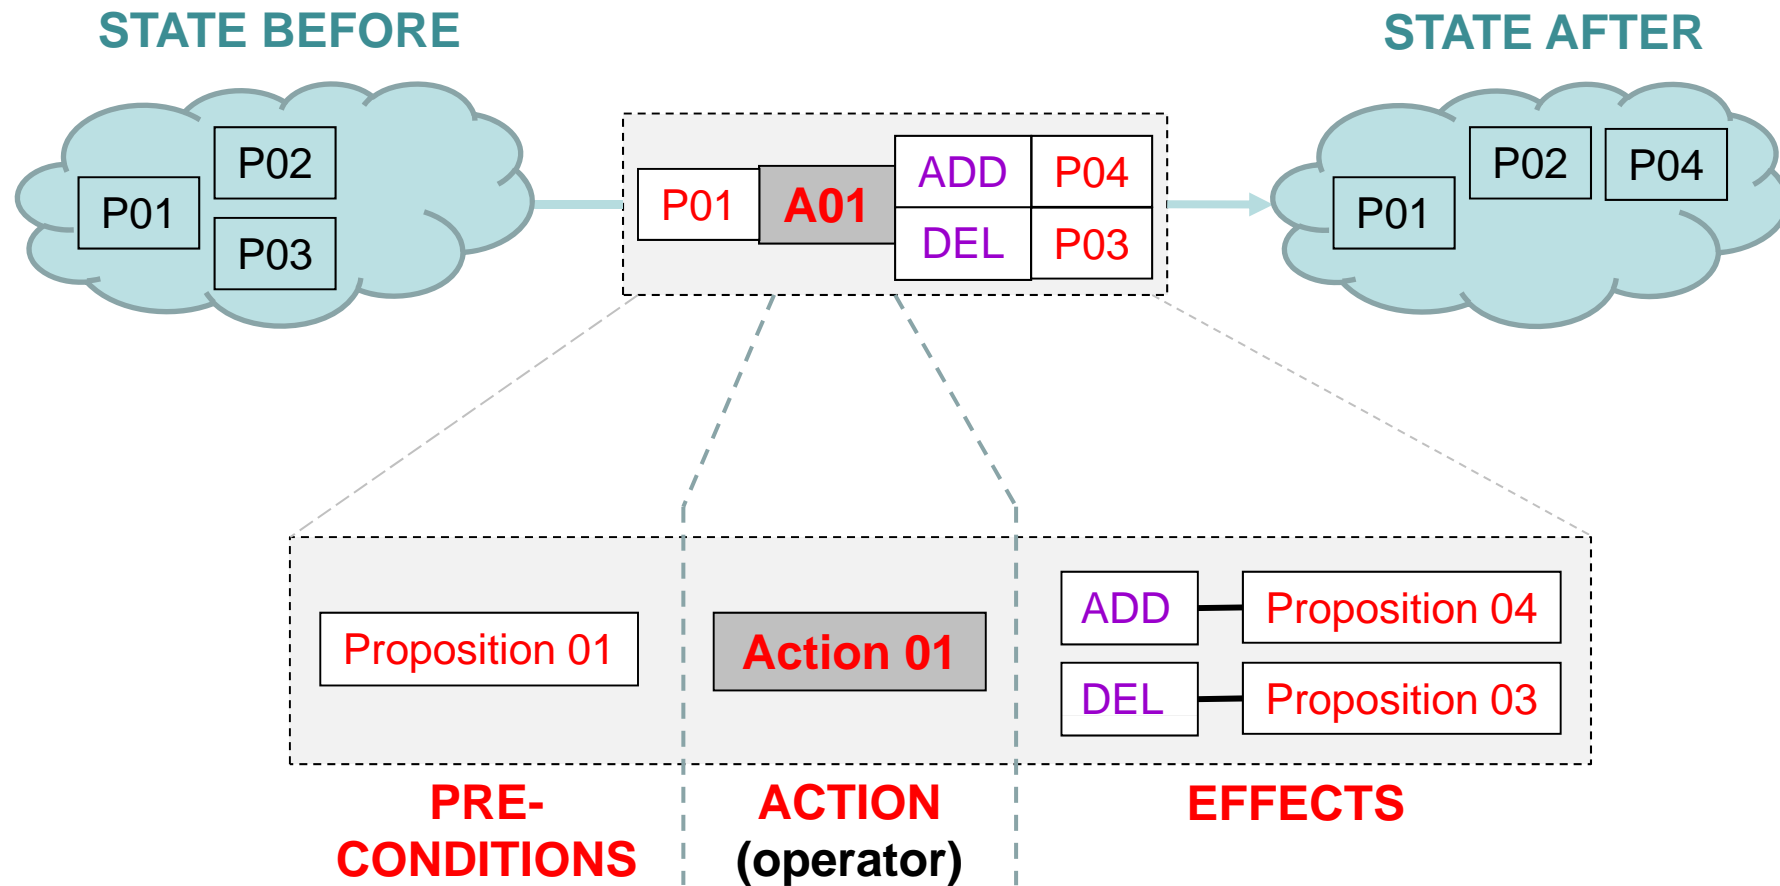 STATE BEFORE
STATE AFTER
P01
P02
P03
P01
A01
ADD
P04
DEL
P03
P01
P02
P04
Proposition 01
Action 01
ADD
Proposition 04
DEL
Proposition 03
PRE-
CONDITIONS
ACTION
(operator)
EFFECTS